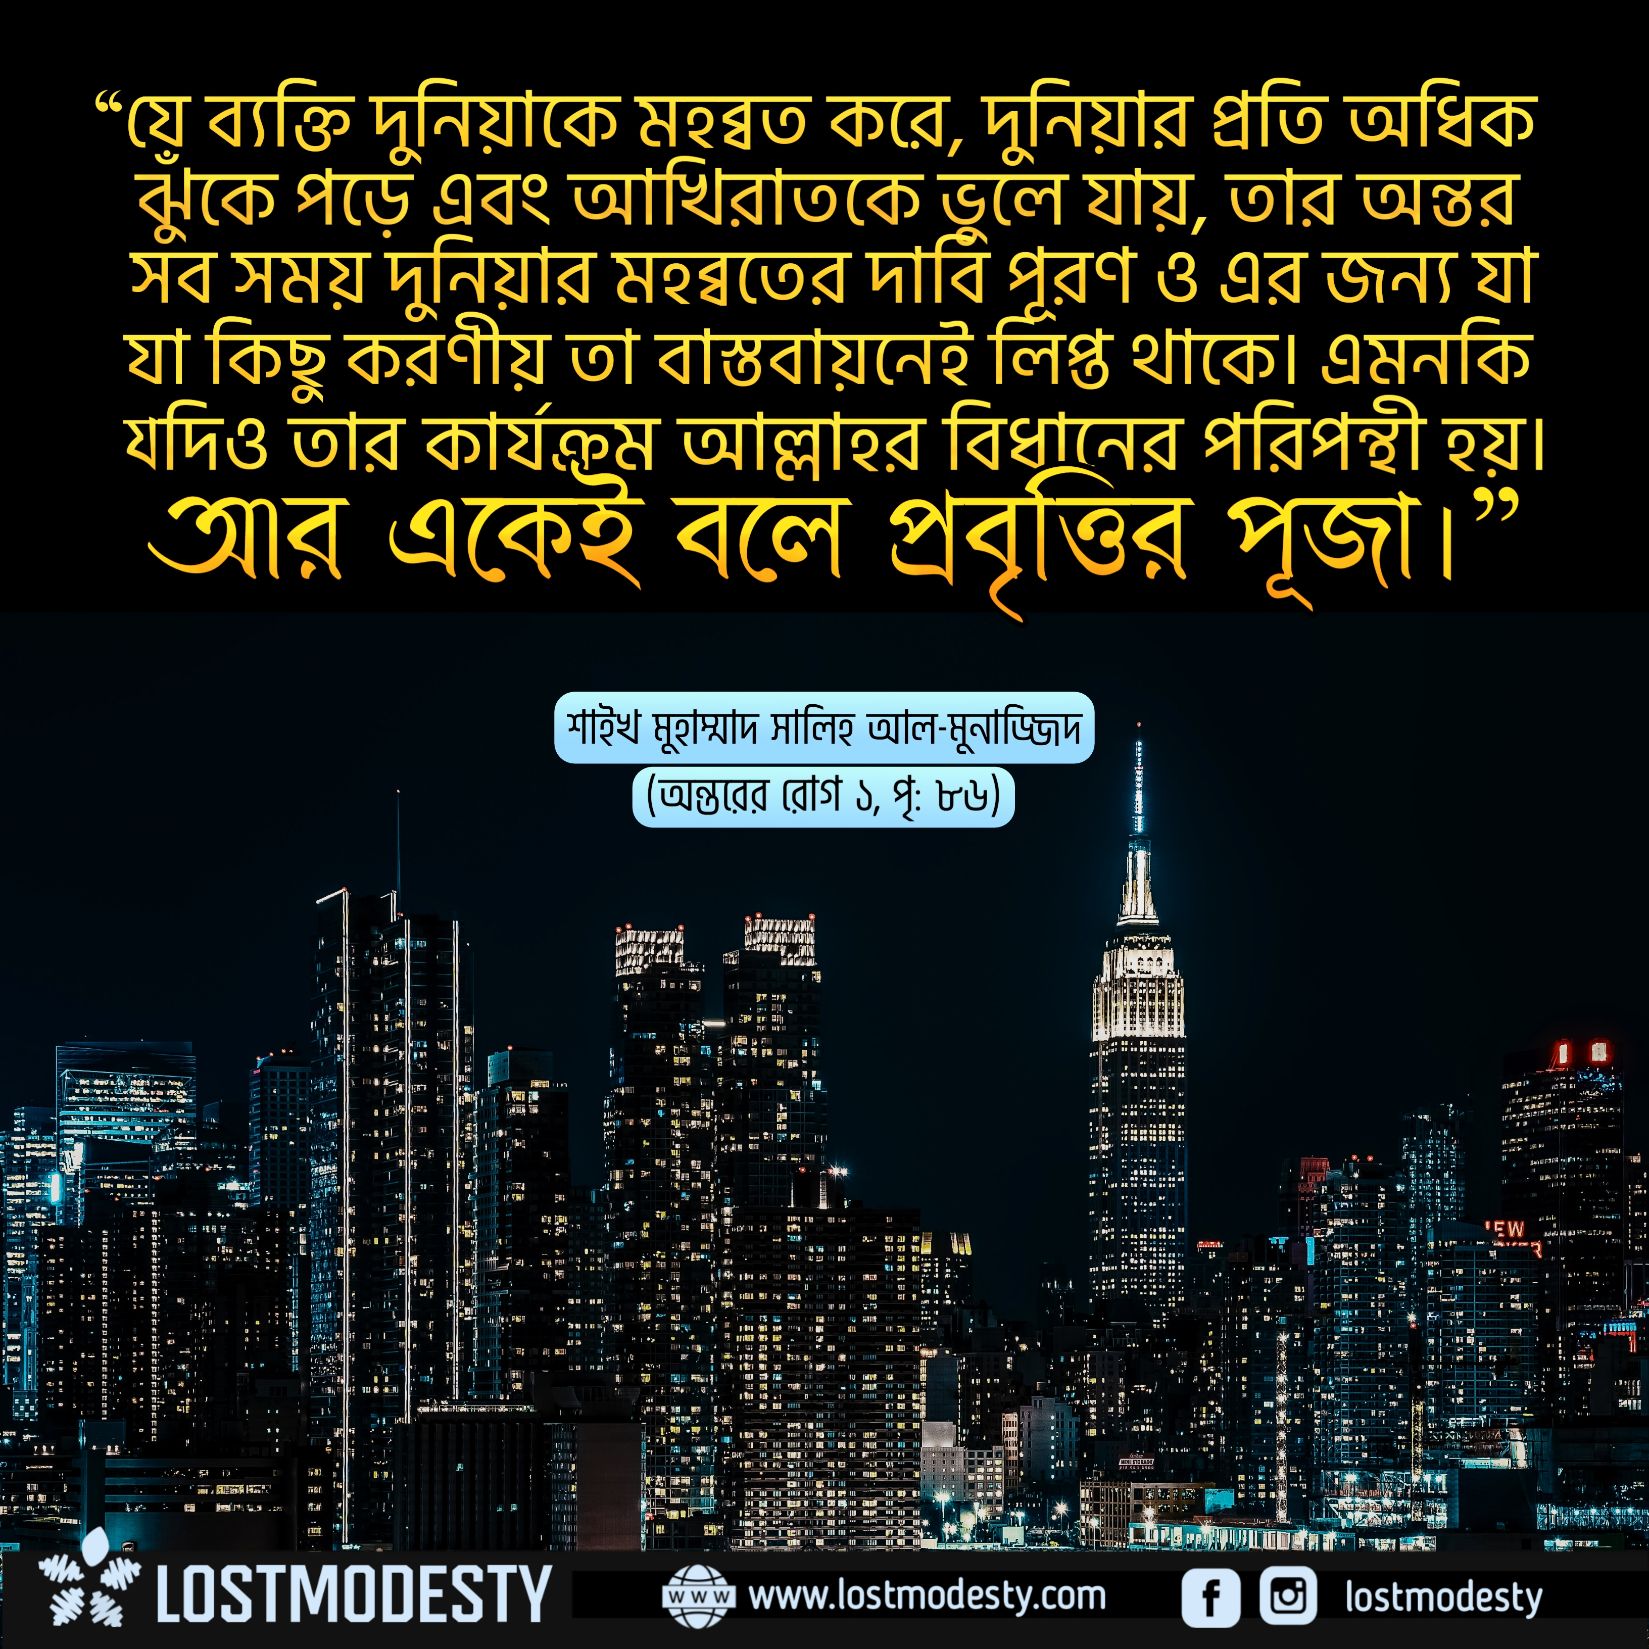 “যে ব্যক্তি দুনিয়াকে মহব্বত করে, দুনিয়ার প্রতি অধিক
ঝুঁকে পড়ে এবং আখিরাতকে ভুলে যায়, তার অন্তর
সব সময় দুনিয়ার মহব্বতের দাবি পূরণ ও এর জন্য যা
যা কিছু করণীয় তা বাস্তবায়নেই লিপ্ত থাকে। এমনকি
যদিও তার কার্যক্রম আল্লাহর বিধানের পরিপন্থী হয়।
আর একেই বলে প্রবৃত্তির পূজা।”
শাইখ মুহাম্মাদ সালিহ আল-মুনাজ্জিদ
(অন্তরের রোগ ১, পৃ: ৮৬)
LOSTMODESTY
www www.lostmodesty.com
f lostmodesty